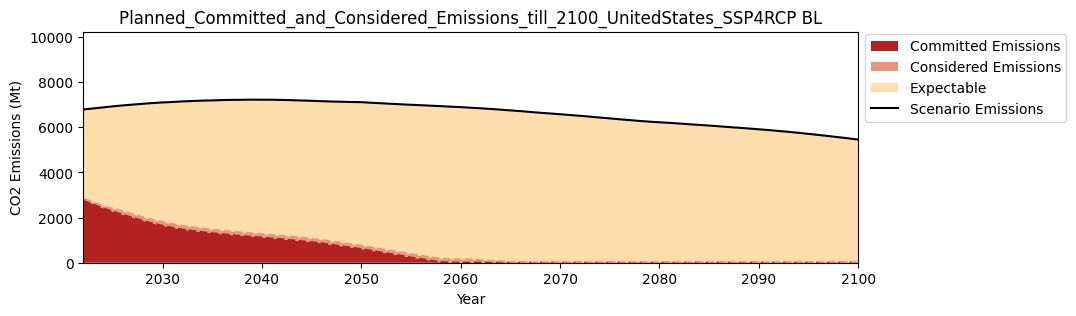 Planned_Committed_and_Considered_Emissions_till_2100_UnitedStates_SSP4RCP BL
10000
8000
6000
4000
2000
0
CO2 Emissions (Mt)
2030 2040 2050 2060 2070 2080 2090 2100
Year
Committed Emissions
Considered Emissions
Expectable
Scenario Emissions